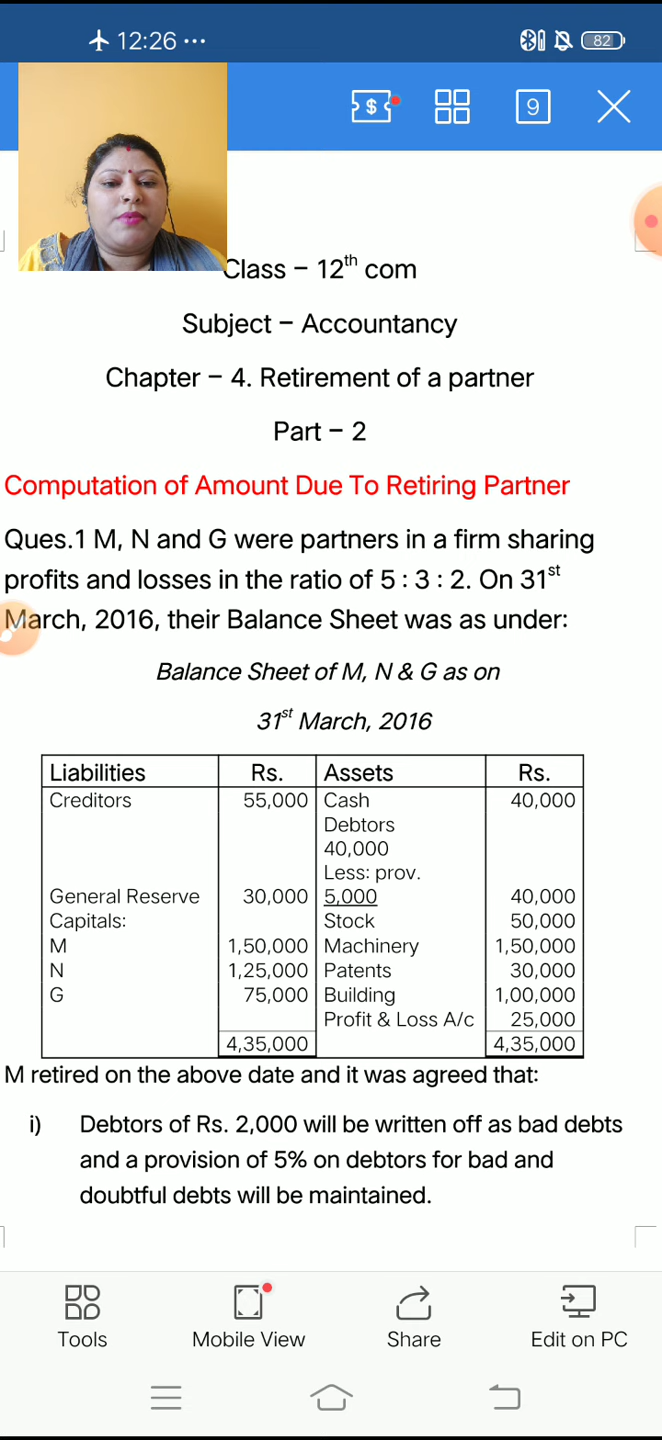 12:26 ...
82
$
9
Class – 12th com
Subject – Accountancy
Chapter – 4. Retirement of a partner
Part – 2
Computation of Amount Due To Retiring Partner
Ques.1 M, N and G were partners in a firm sharing
profits and losses in the ratio of 5 : 3 : 2. On 31st
March, 2016, their Balance Sheet was as under:
Balance Sheet of M, N & G as on
31st March, 2016
Liabilities Rs. Assets Rs.
Creditors 55,000 Cash 40,000
Debtors
40,000
Less: prov.
General Reserve 30,000 5,000 40,000
Capitals: Stock 50,000
M 1,50,000 Machinery 1,50,000
N 1,25,000 Patents 30,000
G 75,000 Building 1,00,000
Profit & Loss A/c 25,000
4,35,000 4,35,000
M retired on the above date and it was agreed that:
i) Debtors of Rs. 2,000 will be written off as bad debts
and a provision of 5% on debtors for bad and
doubtful debts will be maintained.
Tools Mobile View Share Edit on PC